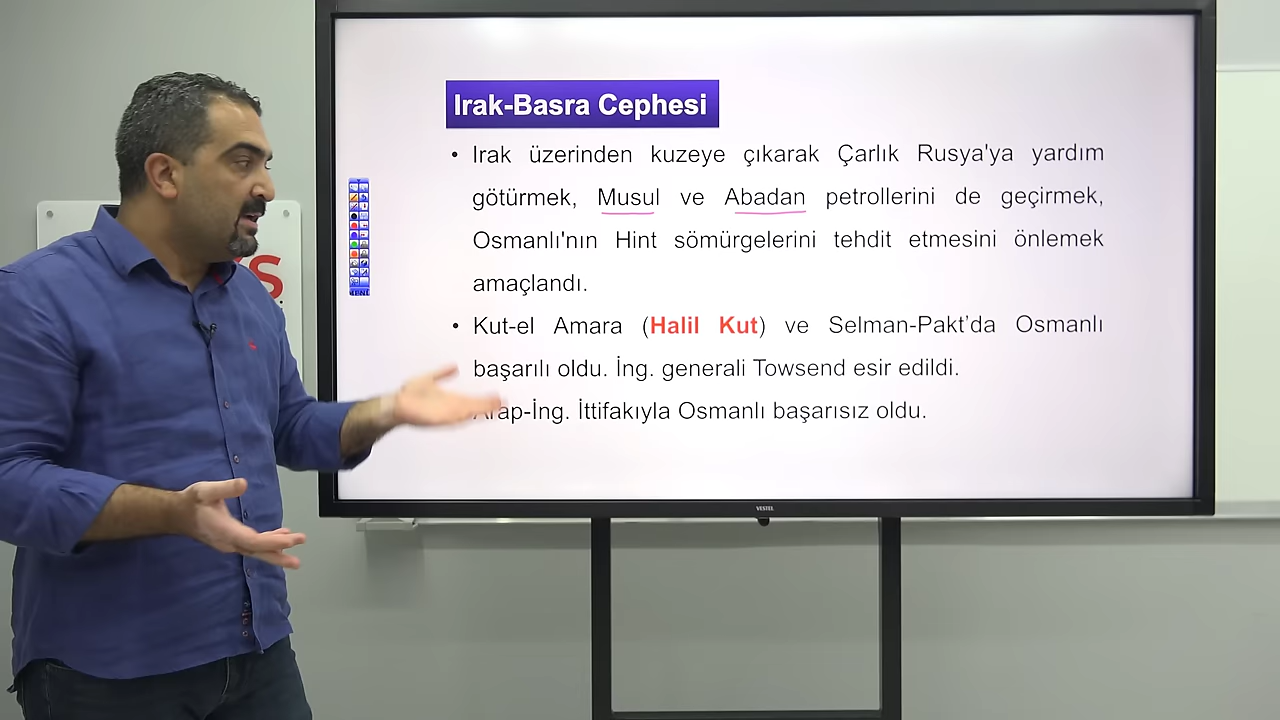 Irak-Basra Cephesi
• Irak üzerinden kuzeye çıkarak Çarlık Rusya'ya yardım
götürmek, Musul ve Abadan petrollerini de geçirmek,
Osmanlı'nın Hint sömürgelerini tehdit etmesini önlemek
amaçlandı.
• Kut-el Amara (Halil Kut) ve Selman-Pakt'da Osmanlı
başarılı oldu. İng. generali Towsend esir edildi.
Arap-İng. İttifakıyla Osmanlı başarısız oldu.
VESTEL